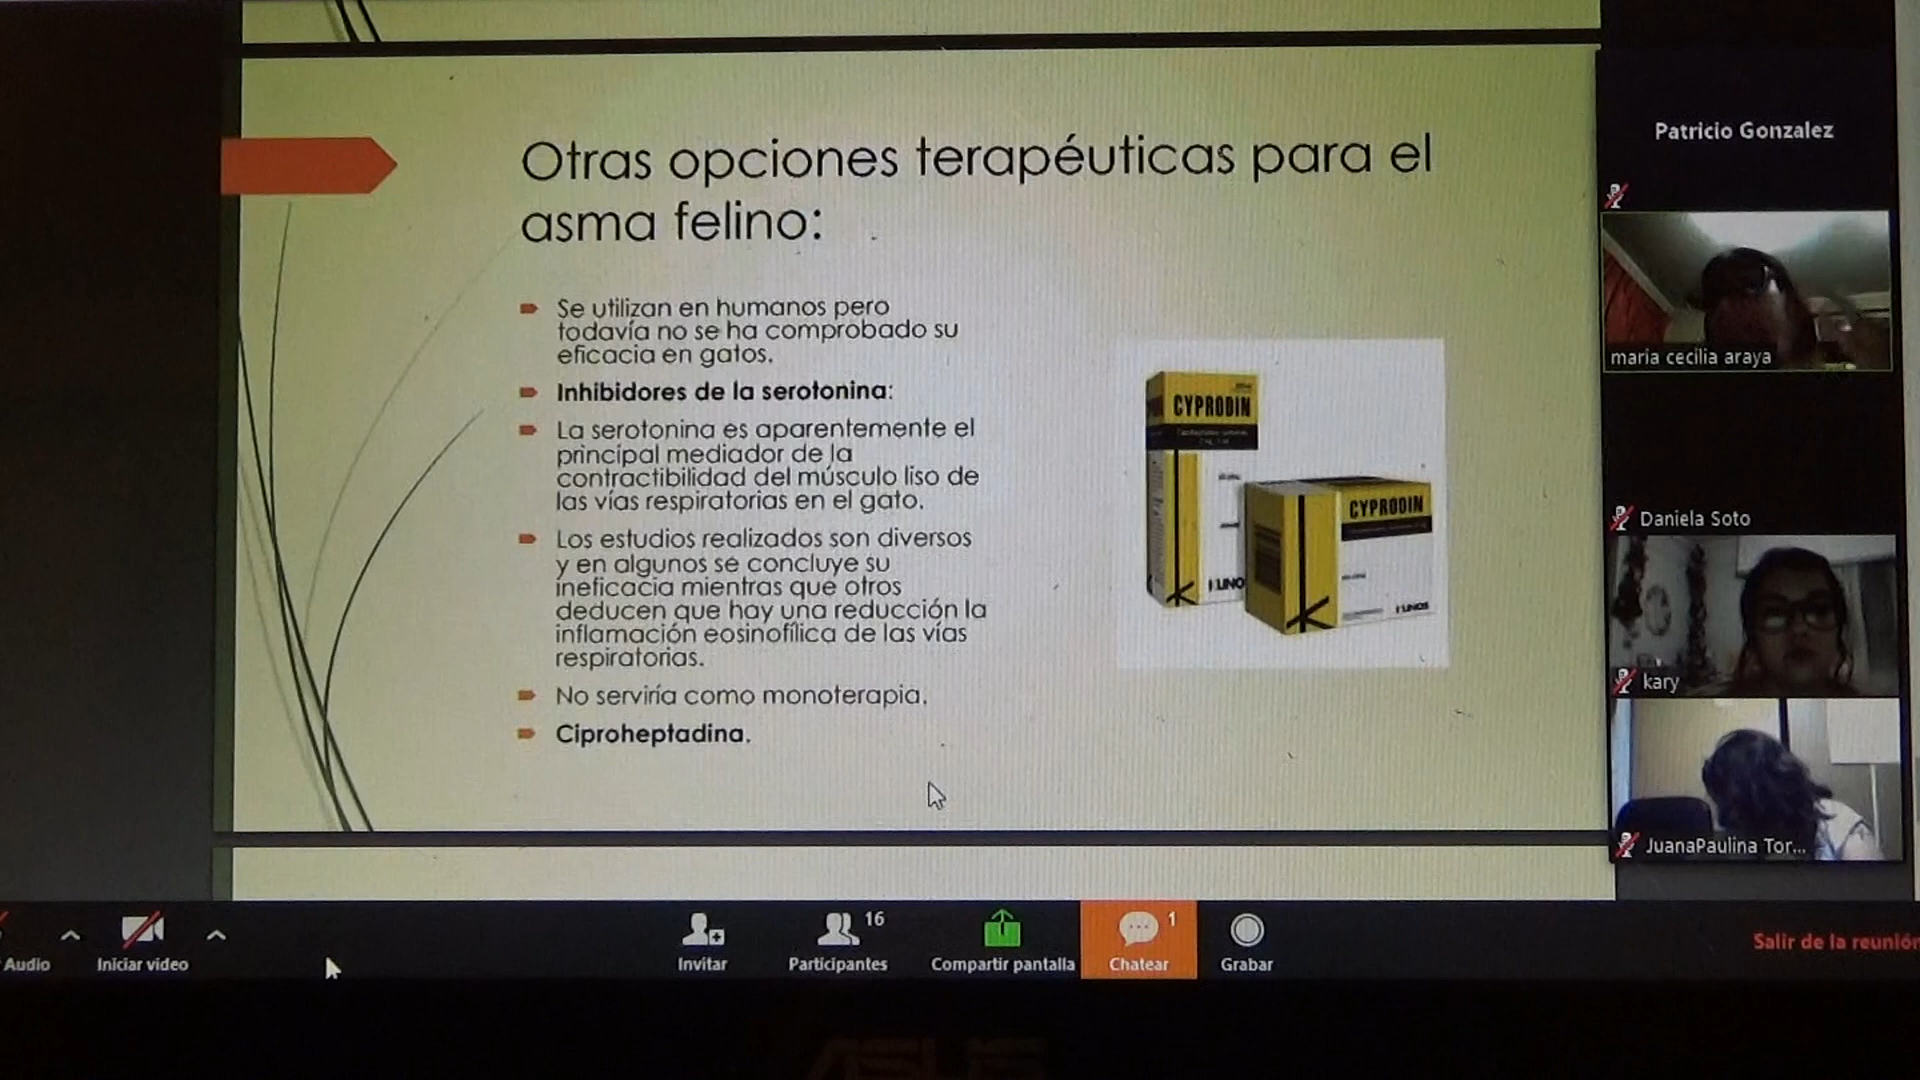 Otras opciones terapéuticas para el
asma felino:
Se utilizan en humanos pero
todavía no se ha comprobado su
eficacia en gatos.
Inhibidores de la serotonina:
La serotonina es aparentemente el
principal mediador de la
contractibilidad del músculo liso de
las vías respiratorias en el gato.
Los estudios realizados son diversos
y en algunos se concluye su
ineficacia mientras que otros
deducen que hay una reducción la
inflamación eosinofílica de las vías
respiratorias.
No serviría como monoterapia.
Ciproheptadina.
CYPRODIN
CYPRODIN
Patricio Gonzalez
maria cecilia araya
Daniela Soto
kary
JuanaPaulina Tor...
Audio
Iniciar video
Invitar
16
Participantes
Compartir pantalla
1
Chatear
Grabar
Salir de la reunión
ASUS